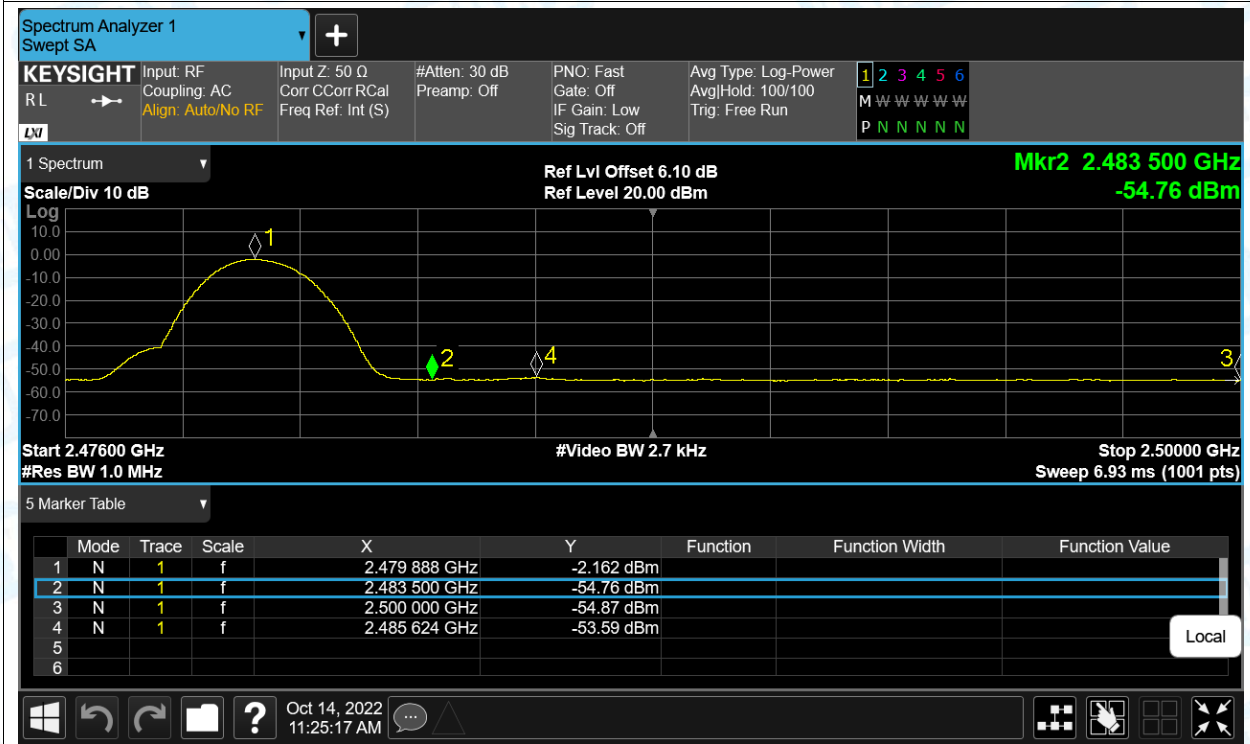 Spectrum Analyzer 1
Swept SA
KEYSIGHT
R L
LXI
Input: RF
Coupling: AC
Align: Auto/No RF
Input Z: 50 Ω
Corr CCorr RCal
Freq Ref: Int (S)
#Atten: 30 dB
Preamp: Off
PNO: Fast
Gate: Off
IF Gain: Low
Sig Track: Off
Avg Type: Log-Power
Avg|Hold: 100/100
Trig: Free Run
1 2 3 4 5 6
M W W W W W
P N N N N N
1 Spectrum
Scale/Div 10 dB
Ref Lvl Offset 6.10 dB
Ref Level 20.00 dBm
Mkr2 2.483 500 GHz
-54.76 dBm
Log
10.0
0.00
-10.0
-20.0
-30.0
-40.0
-50.0
-60.0
-70.0
1
2
4
3
Start 2.47600 GHz
#Video BW 2.7 kHz
Stop 2.50000 GHz
#Res BW 1.0 MHz
Sweep 6.93 ms (1001 pts)
5 Marker Table
Mode Trace Scale X Y Function Function Width Function Value
1 N 1 f 2.479 888 GHz -2.162 dBm
2 N 1 f 2.483 500 GHz -54.76 dBm
3 N 1 f 2.500 000 GHz -54.87 dBm
4 N 1 f 2.485 624 GHz -53.59 dBm
5
6
Local
?
Oct 14, 2022
11:25:17 AM